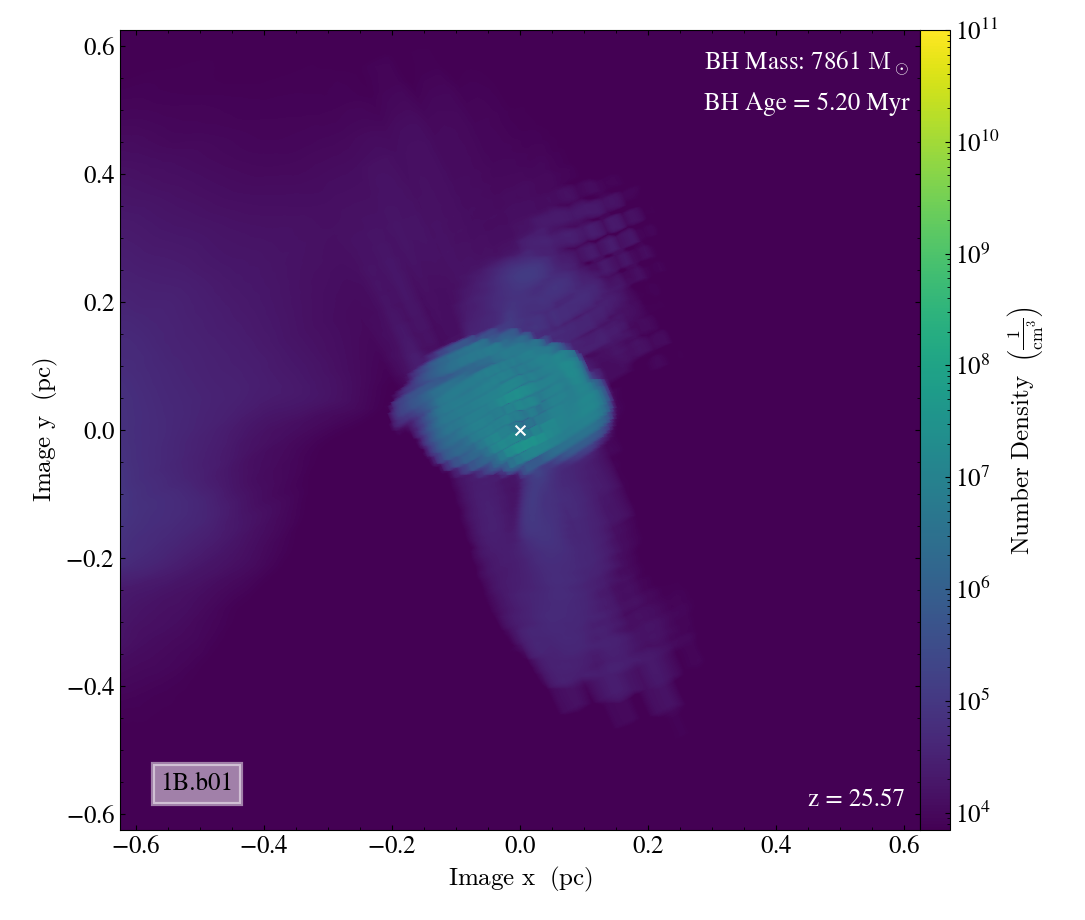 BH Mass: 7861 M⊙
BH Age = 5.20 Myr
0.6
0.4
0.2
0.0
−0.2
−0.4
−0.6
Image y (pc)
1B.b01
z = 25.57
−0.6 −0.4 −0.2 0.0 0.2 0.4 0.6
Image x (pc)
10¹¹
10¹⁰
10⁹
10⁸
10⁷
10⁶
10⁵
10⁴
Number Density (1/cm³)